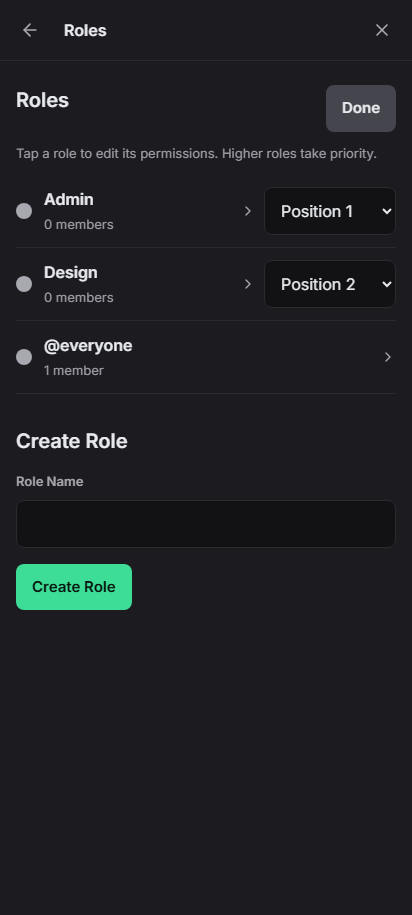 Roles
Roles
Done
Tap a role to edit its permissions. Higher roles take priority.
Admin
0 members
Position 1
Design
0 members
Position 2
@everyone
1 member
Create Role
Role Name
Create Role